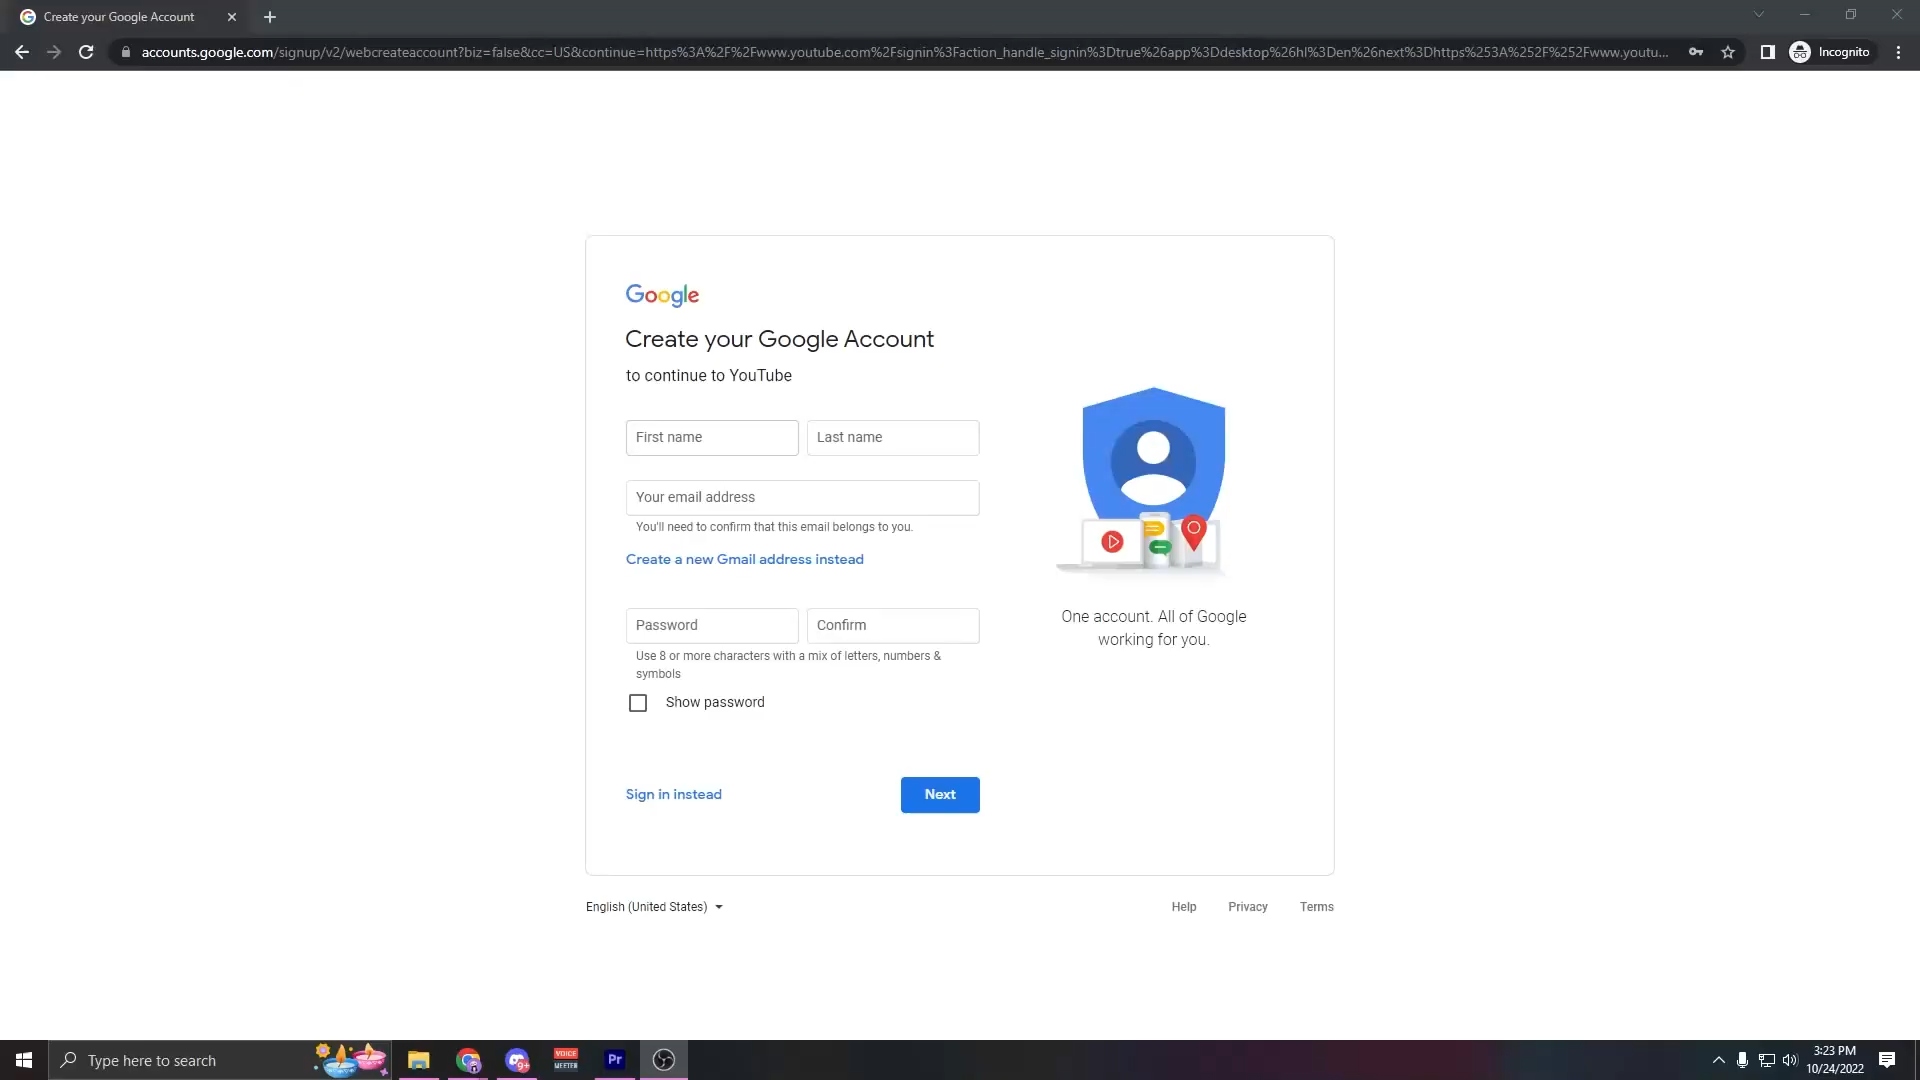 Create your Google Account
accounts.google.com/signup/v2/webcreateaccount?biz=false&cc=US&continue=https%3A%2F%2Fwww.youtube.com%2Fsignin%3Faction_handle_signin%3Dtrue%26app%3Ddesktop%26hl%3Den%26next%3Dhttps%253A%252F%252Fwww.youtu...
Incognito
Google
Create your Google Account
to continue to YouTube
First name
Last name
Your email address
You'll need to confirm that this email belongs to you.
Create a new Gmail address instead
Password
Confirm
Use 8 or more characters with a mix of letters, numbers &
symbols
Show password
Sign in instead
Next
One account. All of Google
working for you.
English (United States)
Help
Privacy
Terms
Type here to search
9+
VOICE
MEETER
Pr
3:23 PM
10/24/2022